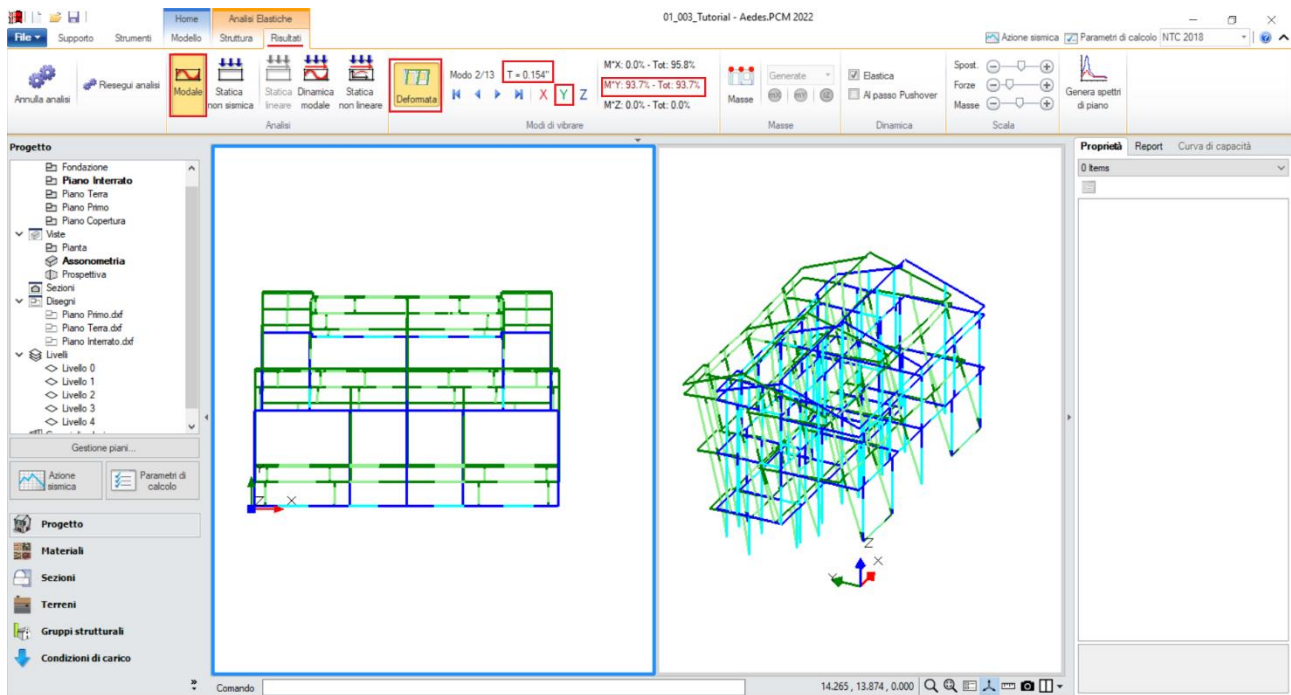 01_003_Tutorial - Aedes.PCM 2022
Home
Analisi Elastiche
File
Supporto
Strumenti
Modello
Struttura
Risultati
Azione sismica
Parametri di calcolo
NTC 2018
Annulla analisi
Riesegui analisi
Modale
Statica
non sismica
Statica
lineare
Dinamica
modale
Statica
non lineare
Analisi
Deformata
Modo 2/13
T = 0.154"
X
Y
Z
M*X: 0.0% - Tot: 95.8%
M*Y: 93.7% - Tot: 93.7%
M*Z: 0.0% - Tot: 0.0%
Modi di vibrare
Masse
Generate
Masse
Elastica
Al passo Pushover
Dinamica
Spost.
Forze
Masse
Scala
Genera spettri
di piano
Progetto
Fondazione
Piano Interrato
Piano Terra
Piano Primo
Piano Copertura
Viste
Pianta
Assonometria
Prospettiva
Sezioni
Disegni
Piano Primo.dxf
Piano Terra.dxf
Piano Interrato.dxf
Livelli
Livello 0
Livello 1
Livello 2
Livello 3
Livello 4
Gestione piani...
Azione
sismica
Parametri di
calcolo
Progetto
Materiali
Sezioni
Terreni
Gruppi strutturali
Condizioni di carico
Z
X
Z
X
Y
Proprietà
Report
Curva di capacità
0 items
Comando
14.265 , 13.874 , 0.000